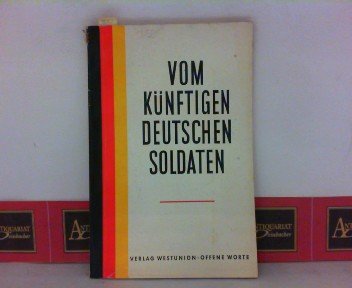 VOM
KÜNFTIGEN
DEUTSCHEN
SOLDATEN
VERLAG WESTUNION-OFFENE WORTE